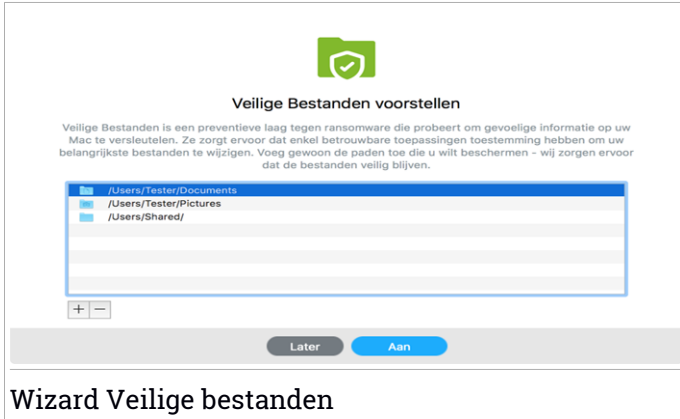 Veilige Bestanden voorstellen
Veilige Bestanden is een preventieve laag tegen ransomware die probeert om gevoelige informatie op uw
Mac te versleutelen. Ze zorgt ervoor dat enkel betrouwbare toepassingen toestemming hebben om uw
belangrijkste bestanden te wijzigen. Voeg gewoon de paden toe die u wilt beschermen - wij zorgen ervoor
dat de bestanden veilig blijven.
/Users/Tester/Documents
/Users/Tester/Pictures
/Users/Shared/
+ −
Later Aan
Wizard Veilige bestanden